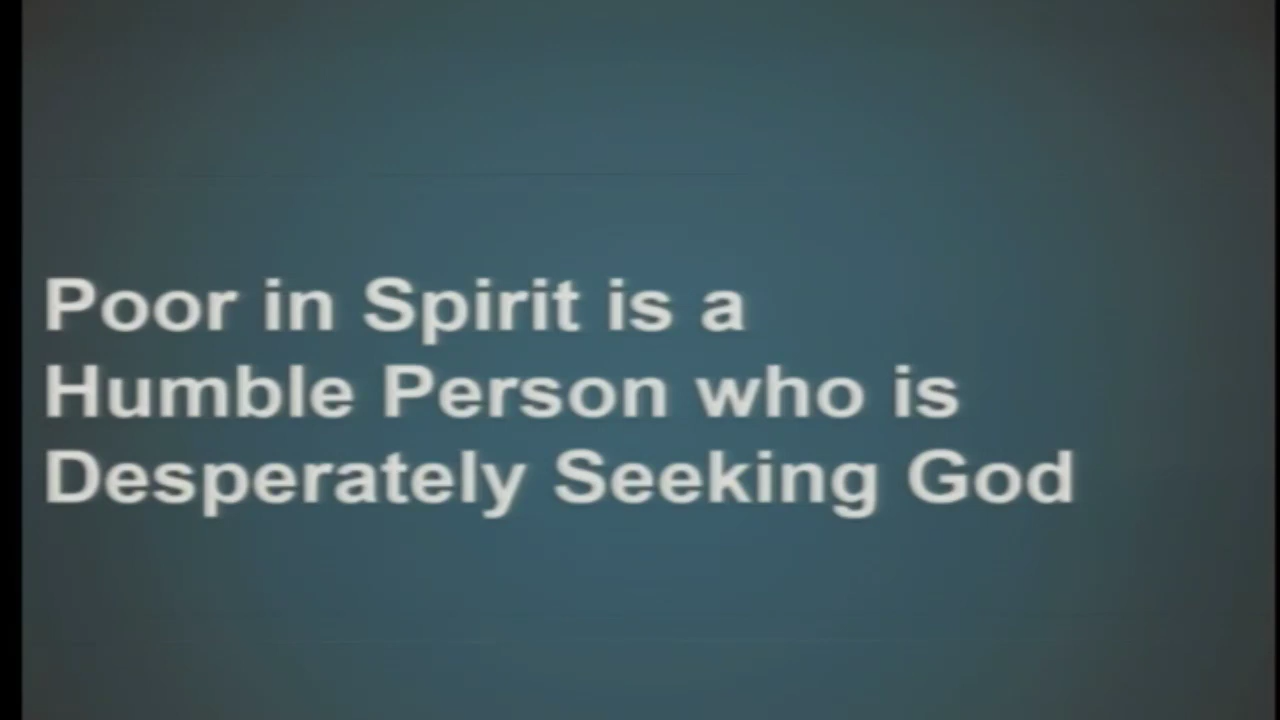 Poor in Spirit is a
Humble Person who is
Desperately Seeking God